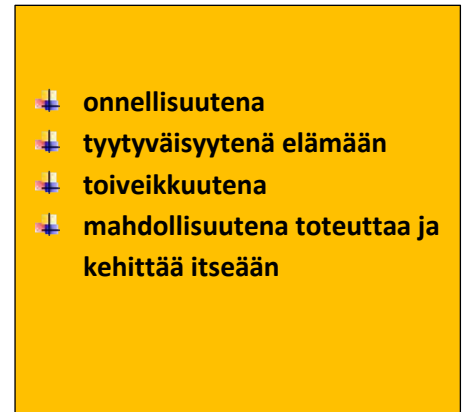 onnellisuutena
tyytyväisyytenä elämään
toiveikkuutena
mahdollisuutena toteuttaa ja
kehittää itseään